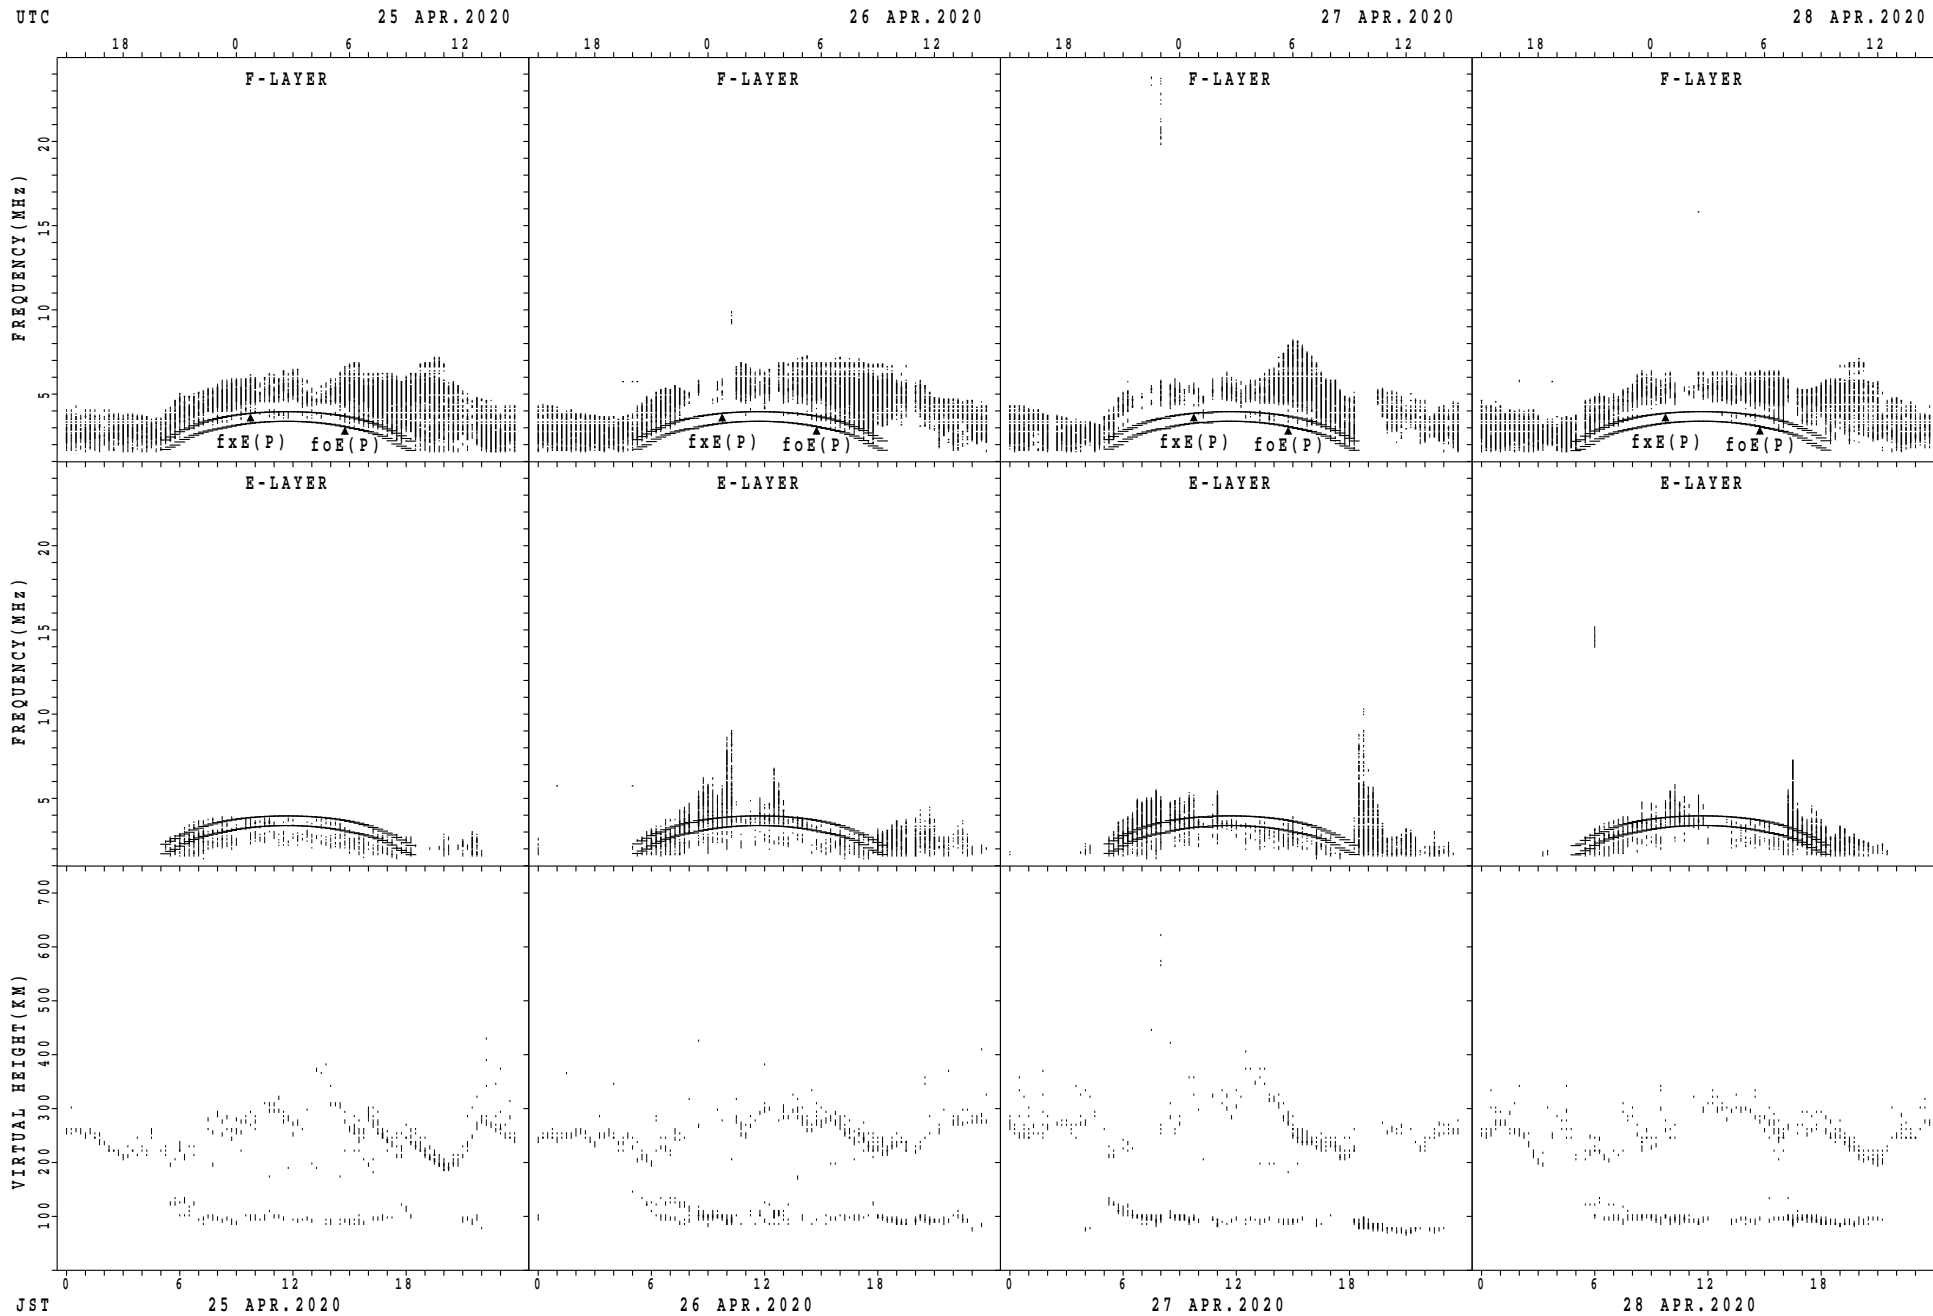 UTC 25 APR.2020 26 APR.2020 27 APR.2020 28 APR.2020
18 0 6 12 18 0 6 12 18 0 6 12 18 0 6 12
F-LAYER F-LAYER F-LAYER F-LAYER
FREQUENCY(MHz)
20
15
10
5
fxE(P) foE(P) fxE(P) foE(P) fxE(P) foE(P) fxE(P) foE(P)
E-LAYER E-LAYER E-LAYER E-LAYER
FREQUENCY(MHz)
20
15
10
5
VIRTUAL HEIGHT(KM)
700
600
500
400
300
200
100
0 6 12 18 0 6 12 18 0 6 12 18 0 6 12 18
JST 25 APR.2020 26 APR.2020 27 APR.2020 28 APR.2020